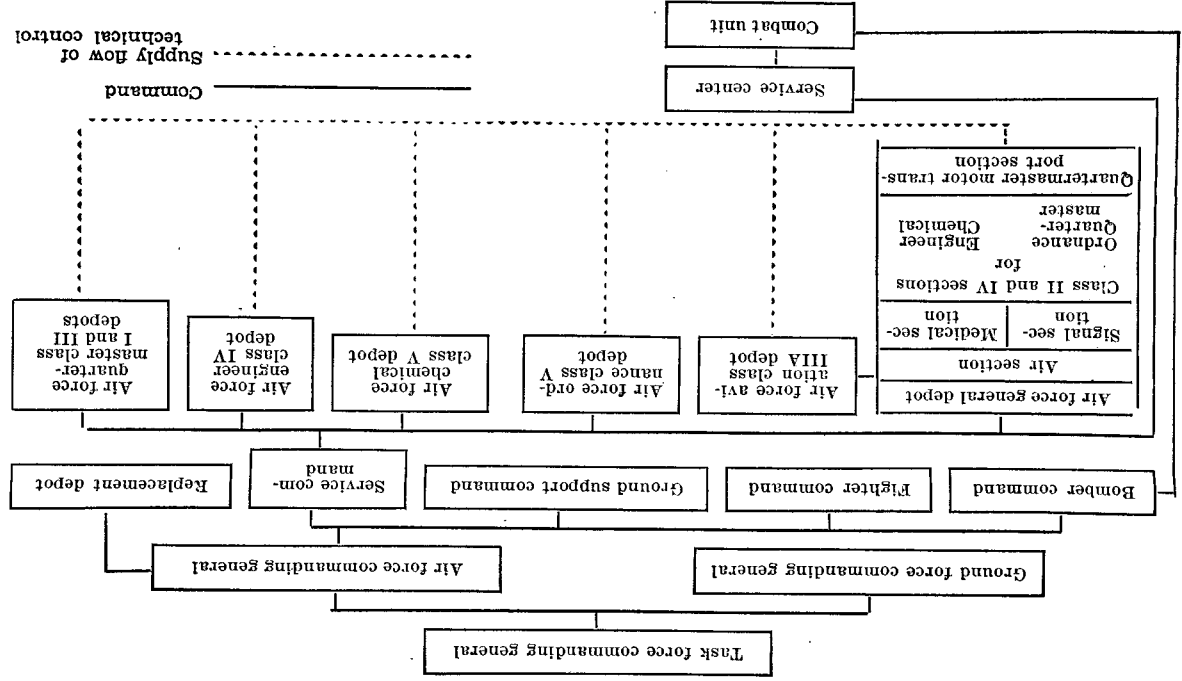 Task force commanding general
Ground force commanding general
Air force commanding general
Bomber command
Fighter command
Ground support command
Service com-
mand
Replacement depot
Air force general depot
Air section
Signal sec-
tion
Medical sec-
tion
Class II and IV sections
for
Ordnance
Engineer
Quarter-
master
Chemical
Quartermaster motor trans-
port section
Air force avi-
ation class
IIIA depot
Air force ord-
nance class V
depot
Air force
chemical
class V depot
Air force
engineer
class IV
depot
Air force
quarter-
master class
I and III
depots
Service center
Combat unit
Command
Supply flow of
technical control